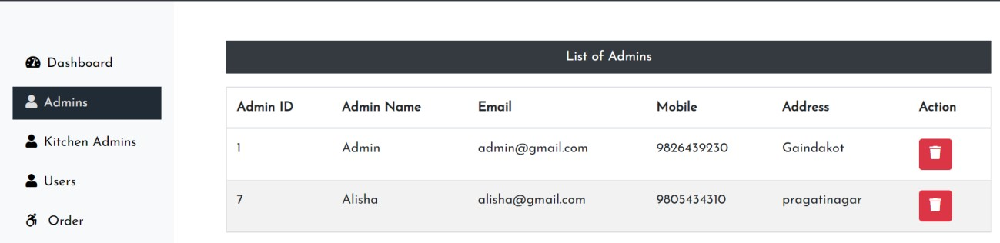 Dashboard
Admins
Kitchen Admins
Users
Order
List of Admins
Admin ID Admin Name Email Mobile Address Action
1 Admin admin@gmail.com 9826439230 Gaindakot
7 Alisha alisha@gmail.com 9805434310 pragatinagar